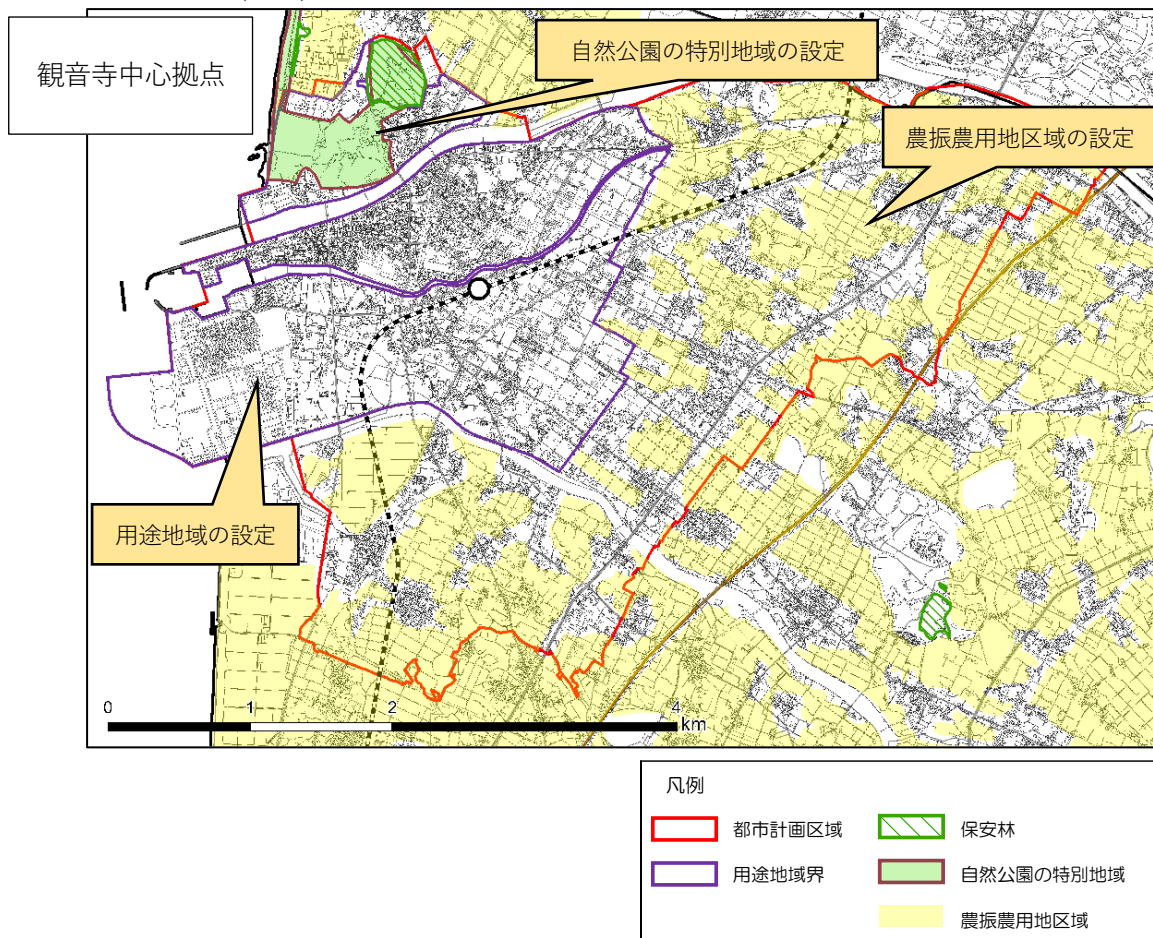 観音寺中心拠点
自然公園の特別地域の設定
農振農用地区域の設定
用途地域の設定
0 1 2 4
km
凡例
都市計画区域
保安林
用途地域界
自然公園の特別地域
農振農用地区域